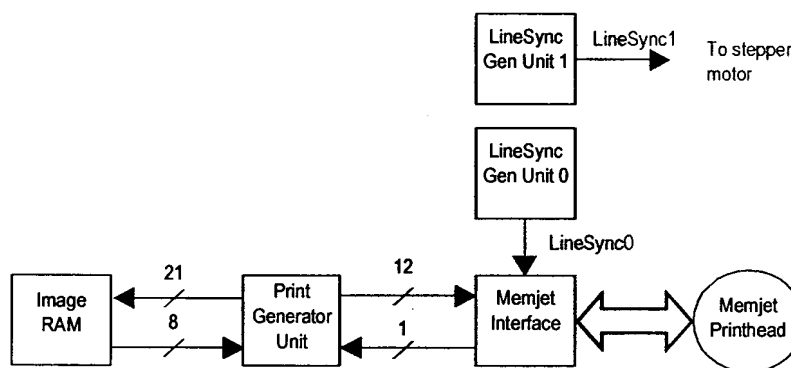 LineSync
Gen Unit 1
LineSync1
To stepper
motor
LineSync
Gen Unit 0
LineSync0
21
12
Image
RAM
Print
Generator
Unit
Memjet
Interface
Memjet
Printhead
8
1